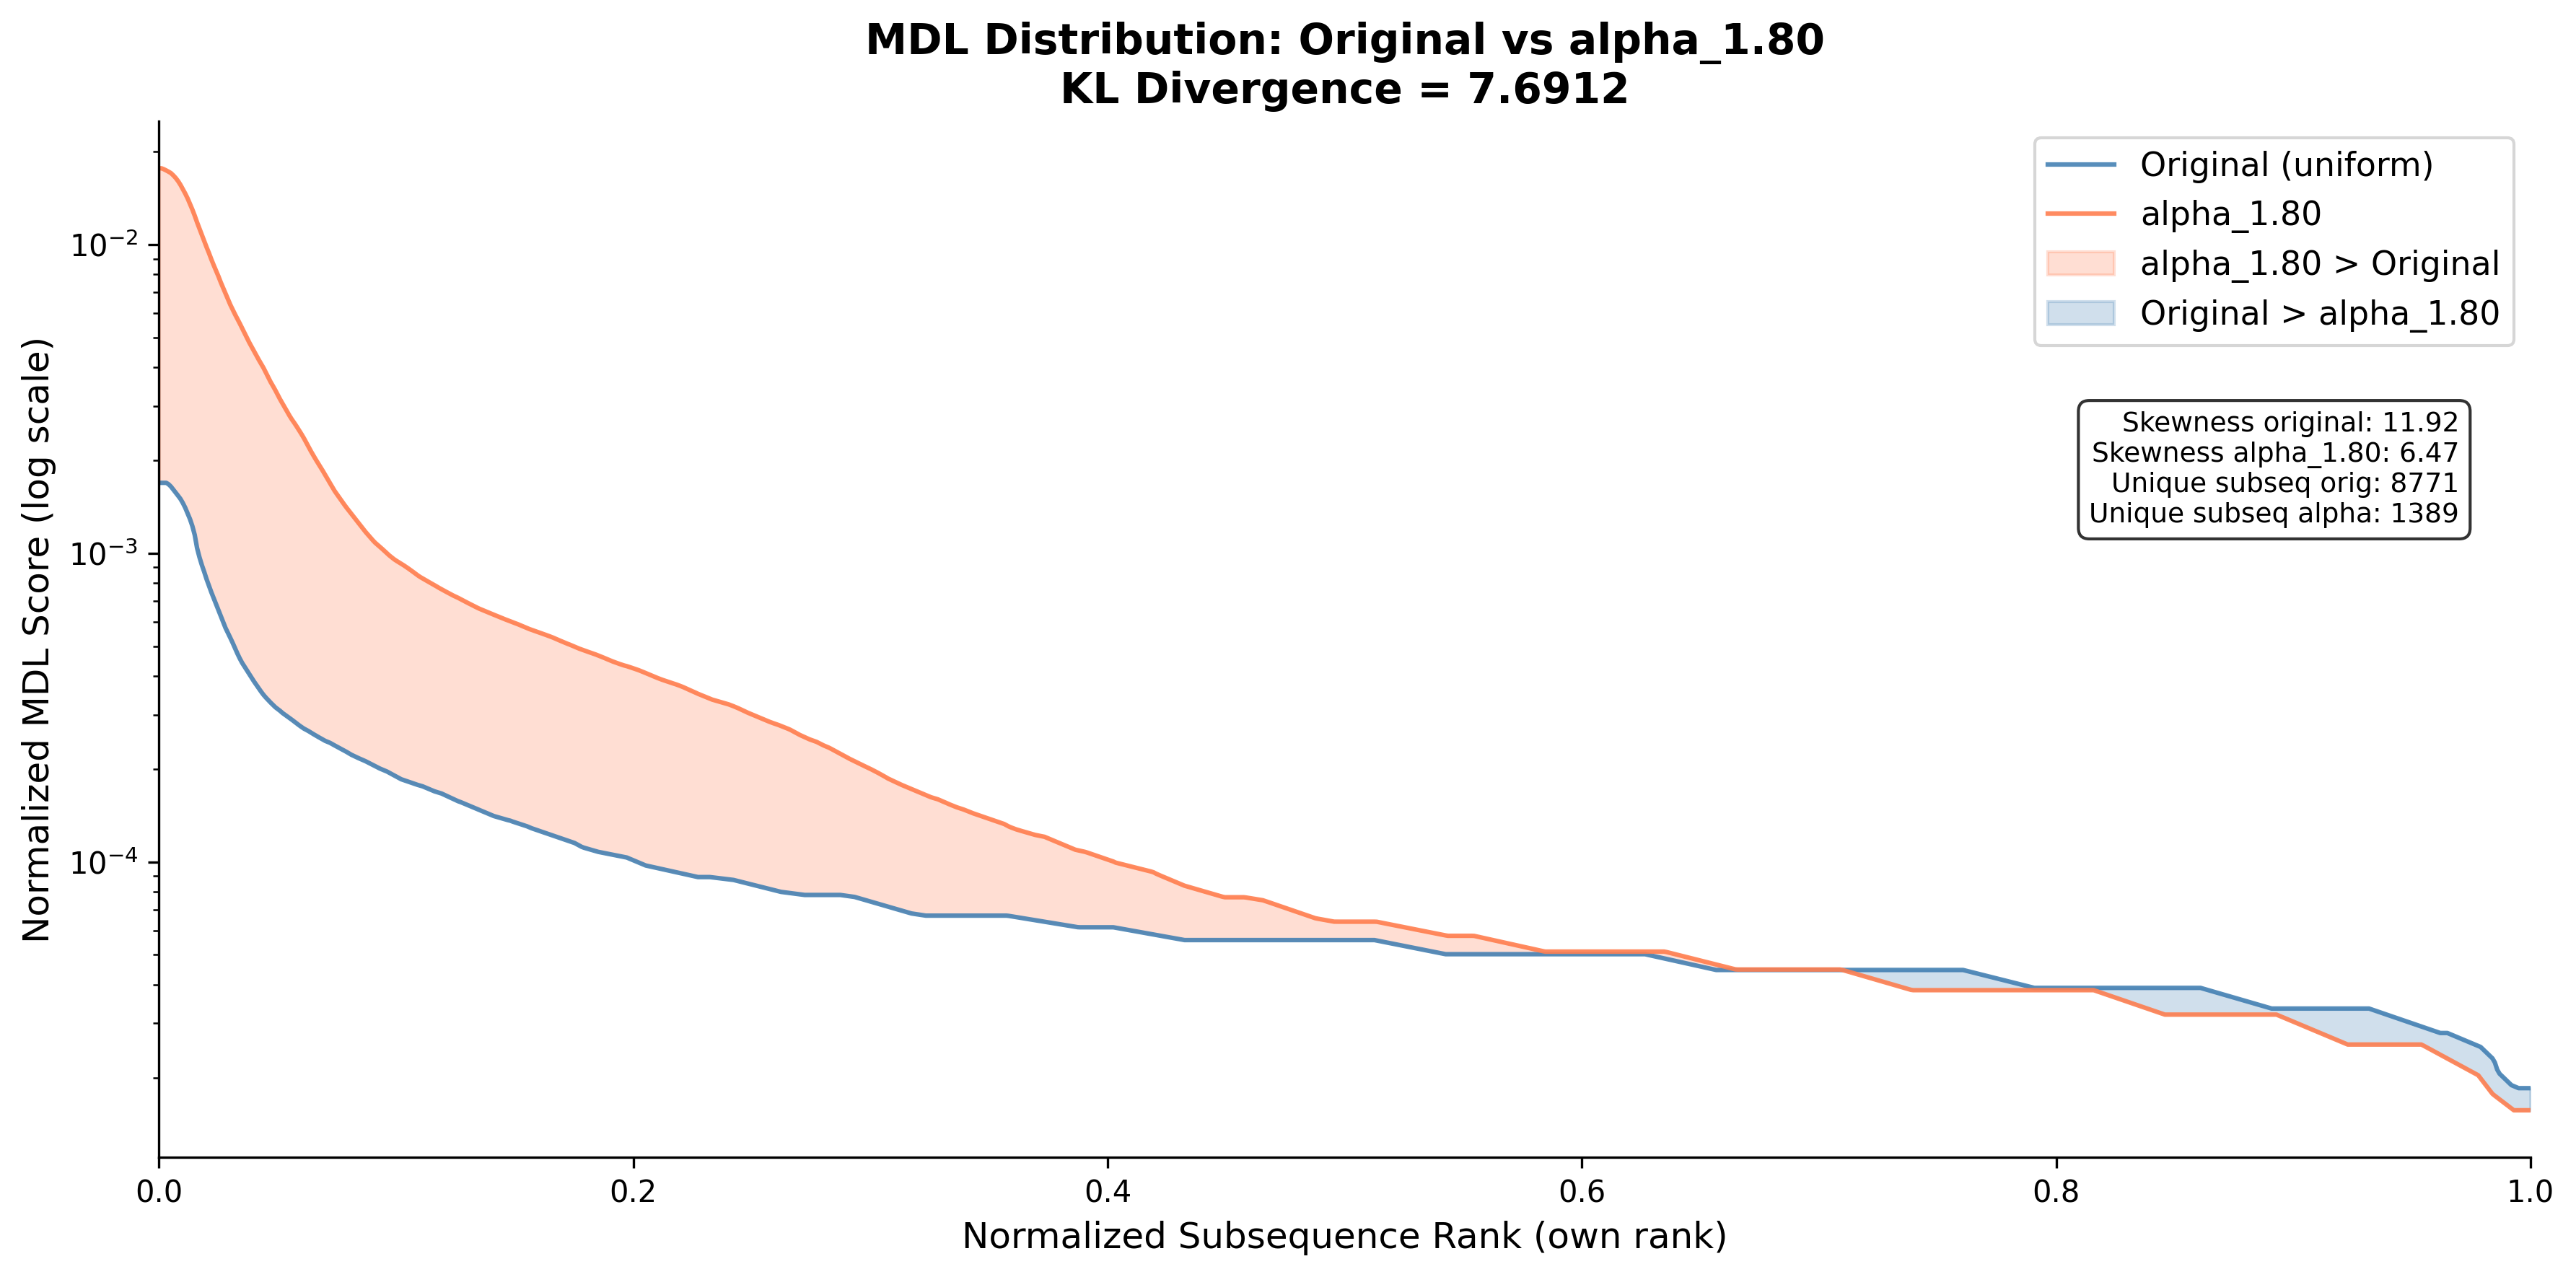 MDL Distribution: Original vs alpha_1.80
KL Divergence = 7.6912
Original (uniform)
alpha_1.80
alpha_1.80 > Original
Original > alpha_1.80
Skewness original: 11.92
Skewness alpha_1.80: 6.47
Unique subseq orig: 8771
Unique subseq alpha: 1389
Normalized MDL Score (log scale)
10⁻²
10⁻³
10⁻⁴
0.0 0.2 0.4 0.6 0.8 1.0
Normalized Subsequence Rank (own rank)